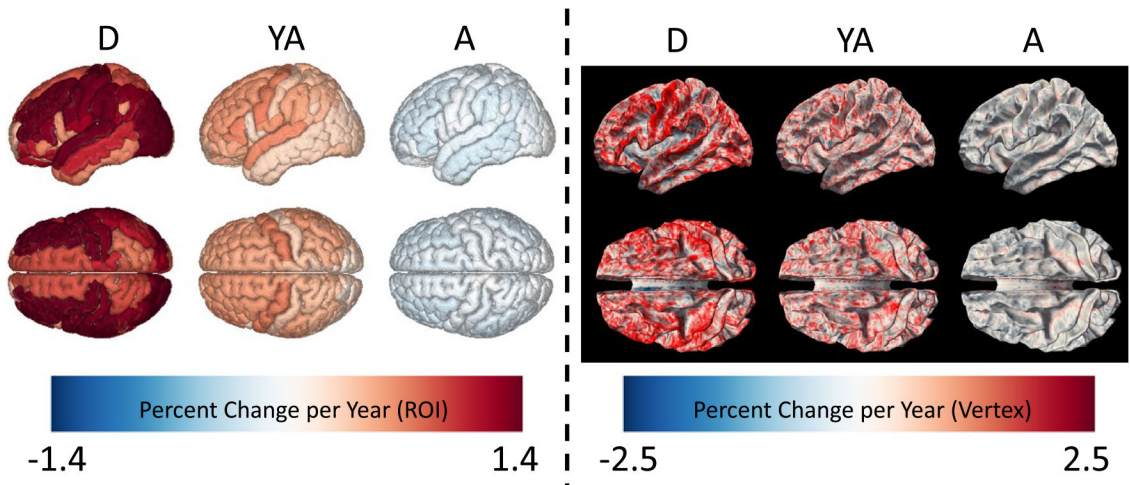 D YA A
Percent Change per Year (ROI)
-1.4 1.4
D YA A
Percent Change per Year (Vertex)
-2.5 2.5